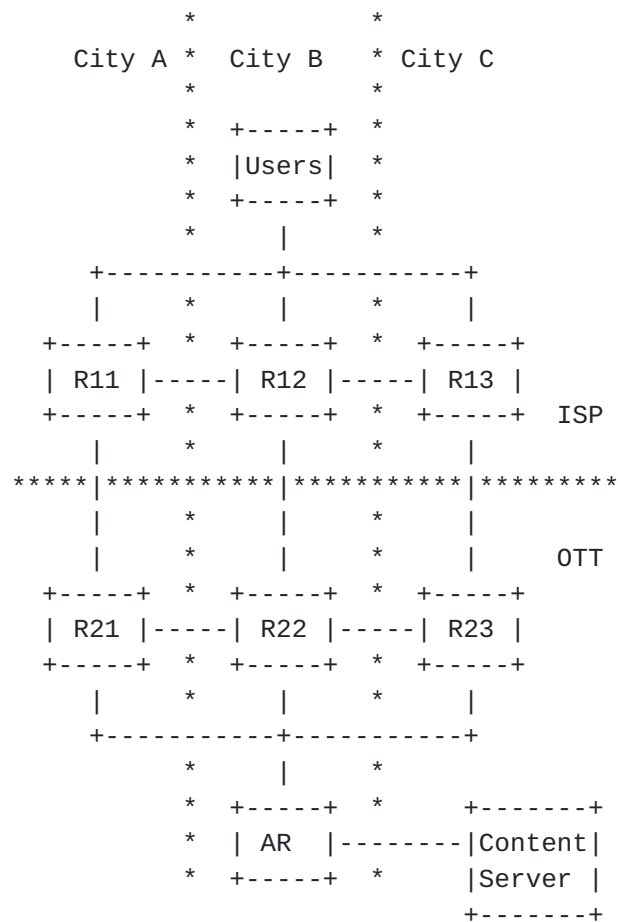 City A * City B * City C
Users
R11 R12 R13
ISP
OTT
R21 R22 R23
AR Content
Server